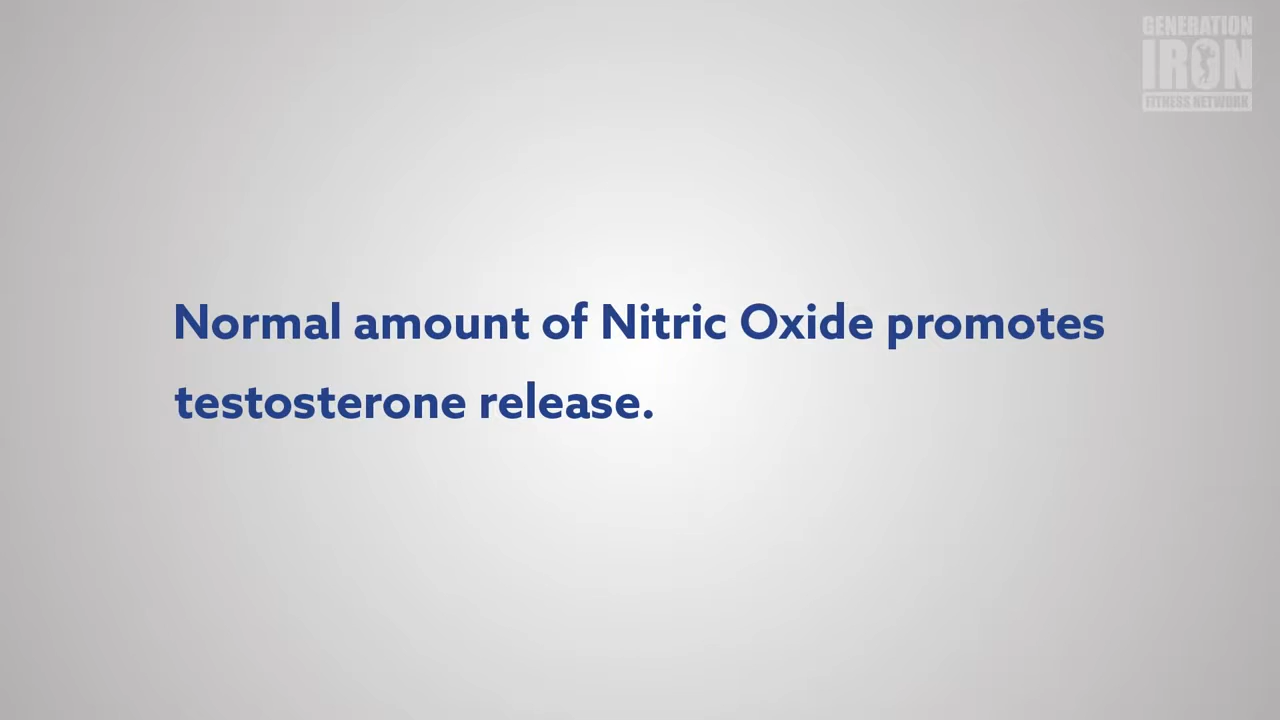 GENERATION
IRON
FITNESS NETWORK
Normal amount of Nitric Oxide promotes
testosterone release.